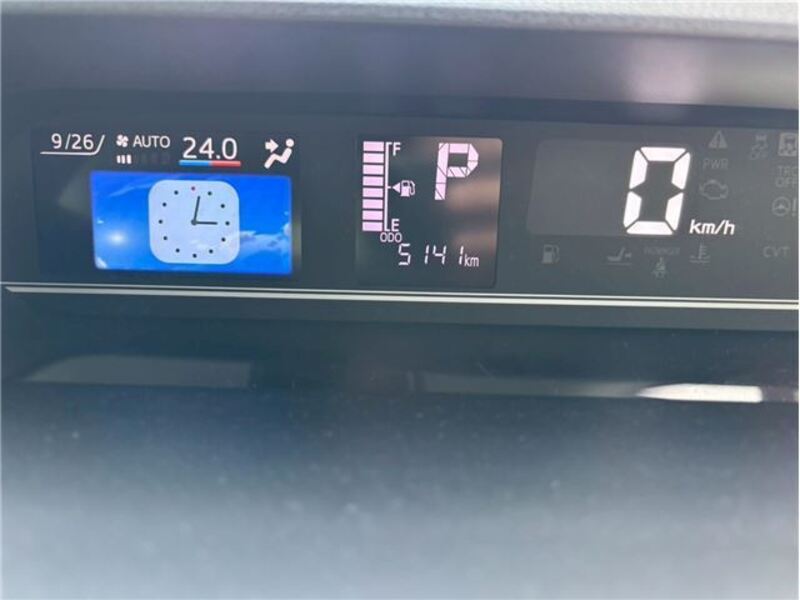 9/26 AUTO 24.0
F
P
E
ODO
5141km
0 km/h
PWR
TRC
OFF
CVT